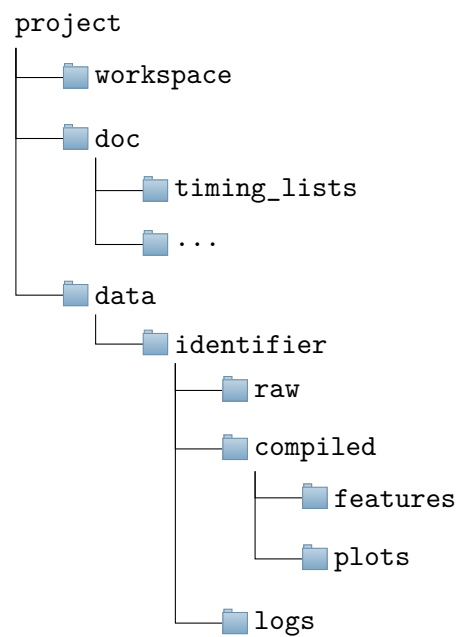 project
workspace
doc
timing_lists
...
data
identifier
raw
compiled
features
plots
logs